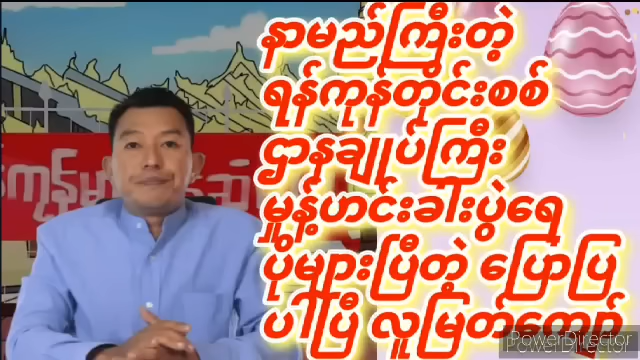 နာမည်ကြီးတဲ့
ရန်ကုန်တိုင်းစစ်
ဌာနချုပ်ကြီး
မှုန့်ဟင်းခါးပွဲရေ
ပိုများပြီတဲ့ ပြောပြ
ပါပြီ လူမြတ်ကျော်
PowerDirector